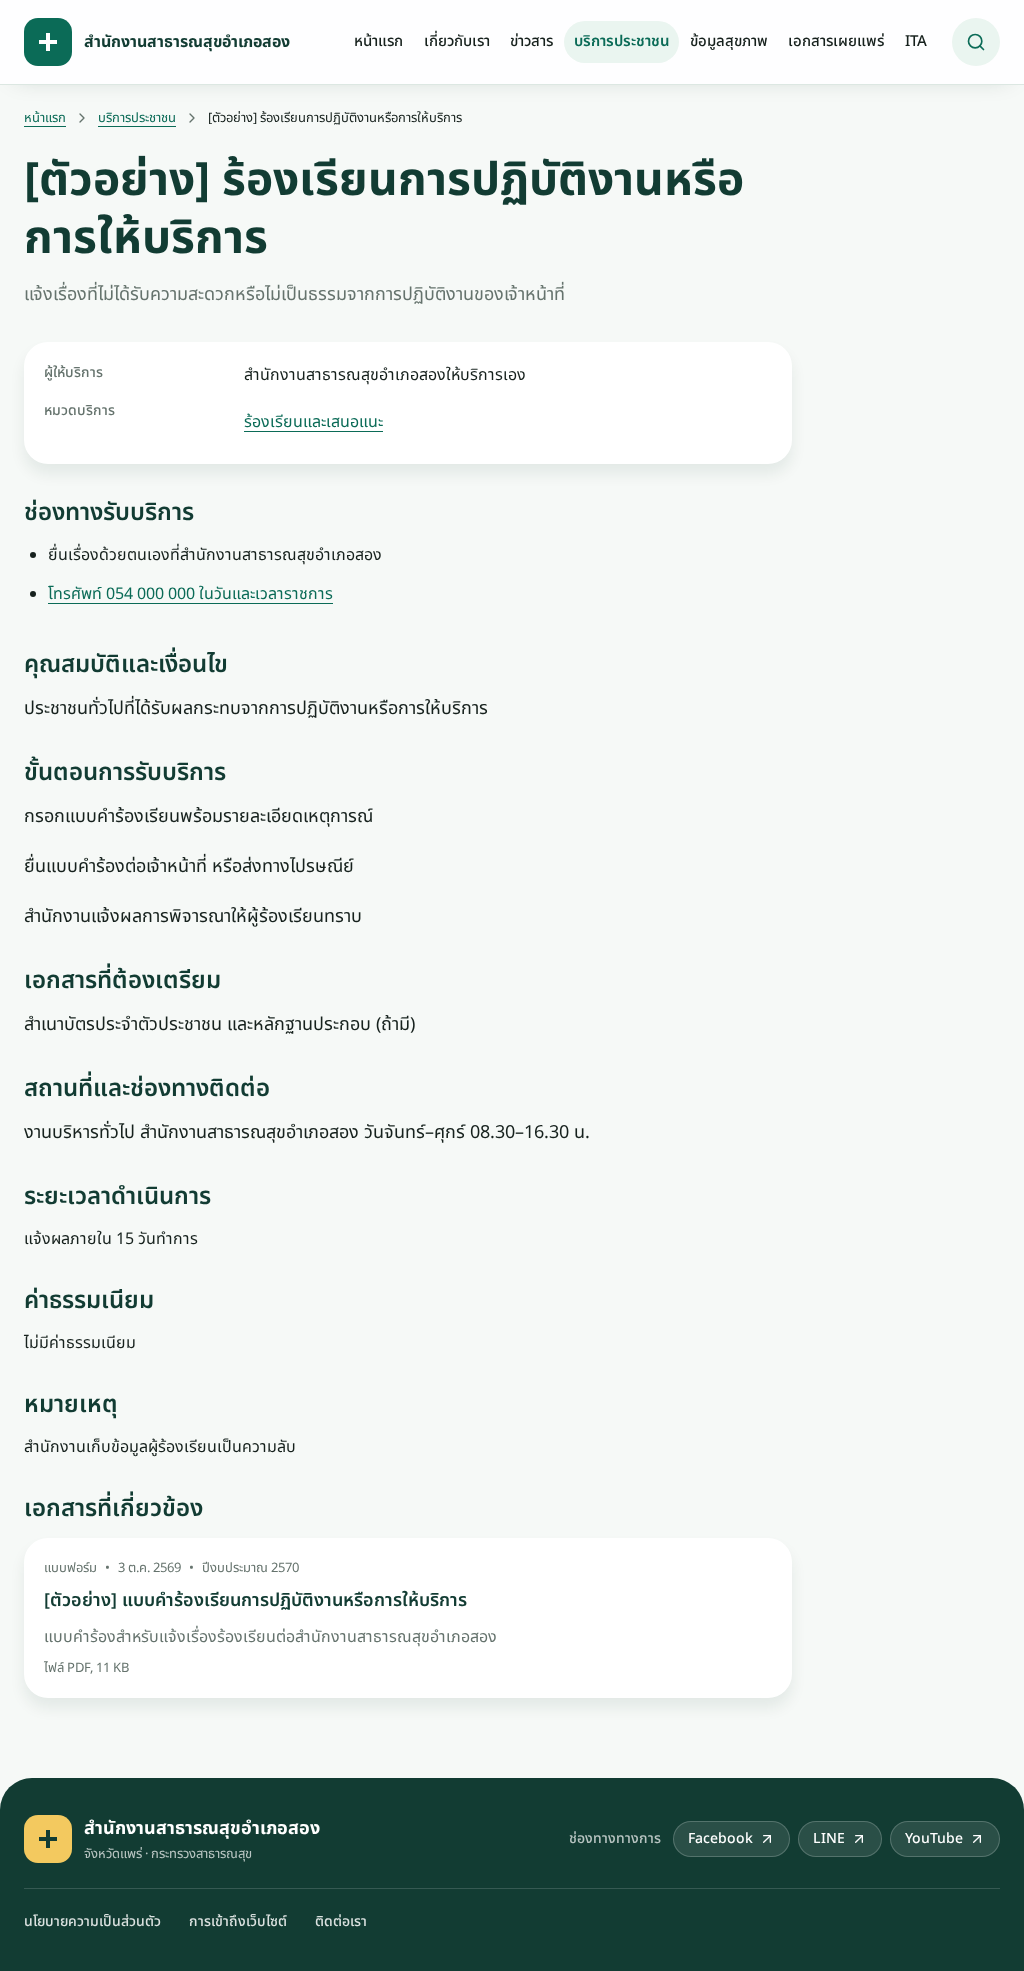 สำนักงานสาธารณสุขอำเภอสอง
หน้าแรก เกี่ยวกับเรา ข่าวสาร บริการประชาชน ข้อมูลสุขภาพ เอกสารเผยแพร่ ITA
หน้าแรก บริการประชาชน [ตัวอย่าง] ร้องเรียนการปฏิบัติงานหรือการให้บริการ
[ตัวอย่าง] ร้องเรียนการปฏิบัติงานหรือ
การให้บริการ
แจ้งเรื่องที่ไม่ได้รับความสะดวกหรือไม่เป็นธรรมจากการปฏิบัติงานของเจ้าหน้าที่
ผู้ให้บริการ สำนักงานสาธารณสุขอำเภอสองให้บริการเอง
หมวดบริการ ร้องเรียนและเสนอแนะ
ช่องทางรับบริการ
ยื่นเรื่องด้วยตนเองที่สำนักงานสาธารณสุขอำเภอสอง
โทรศัพท์ 054 000 000 ในวันและเวลาราชการ
คุณสมบัติและเงื่อนไข
ประชาชนทั่วไปที่ได้รับผลกระทบจากการปฏิบัติงานหรือการให้บริการ
ขั้นตอนการรับบริการ
กรอกแบบคำร้องเรียนพร้อมรายละเอียดเหตุการณ์
ยื่นแบบคำร้องต่อเจ้าหน้าที่ หรือส่งทางไปรษณีย์
สำนักงานแจ้งผลการพิจารณาให้ผู้ร้องเรียนทราบ
เอกสารที่ต้องเตรียม
สำเนาบัตรประจำตัวประชาชน และหลักฐานประกอบ (ถ้ามี)
สถานที่และช่องทางติดต่อ
งานบริหารทั่วไป สำนักงานสาธารณสุขอำเภอสอง วันจันทร์–ศุกร์ 08.30–16.30 น.
ระยะเวลาดำเนินการ
แจ้งผลภายใน 15 วันทำการ
ค่าธรรมเนียม
ไม่มีค่าธรรมเนียม
หมายเหตุ
สำนักงานเก็บข้อมูลผู้ร้องเรียนเป็นความลับ
เอกสารที่เกี่ยวข้อง
แบบฟอร์ม • 3 ต.ค. 2569 • ปีงบประมาณ 2570
[ตัวอย่าง] แบบคำร้องเรียนการปฏิบัติงานหรือการให้บริการ
แบบคำร้องสำหรับแจ้งเรื่องร้องเรียนต่อสำนักงานสาธารณสุขอำเภอสอง
ไฟล์ PDF, 11 KB
สำนักงานสาธารณสุขอำเภอสอง
จังหวัดแพร่ · กระทรวงสาธารณสุข
ช่องทางทางการ Facebook LINE YouTube
นโยบายความเป็นส่วนตัว การเข้าถึงเว็บไซต์ ติดต่อเรา